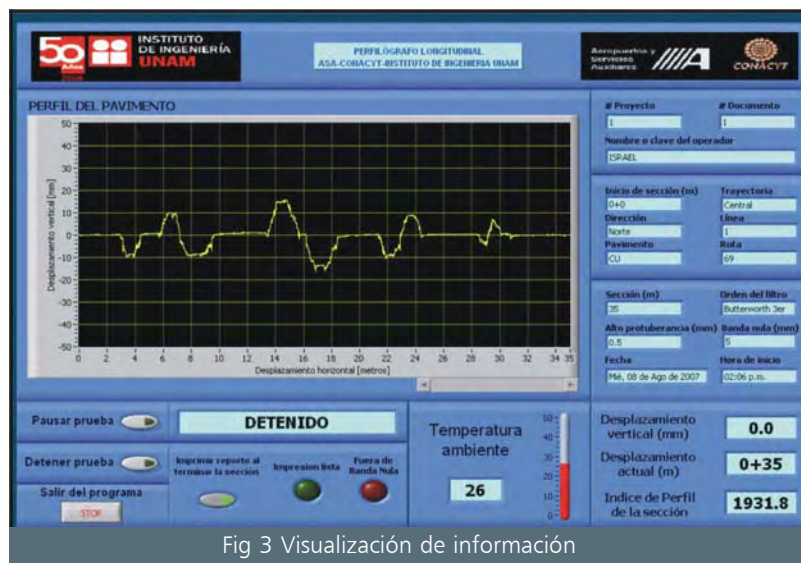 50 Años
INSTITUTO
DE INGENIERÍA
UNAM
PERFILÓGRAFO LONGITUDINAL
ASA-CONACYT-INSTITUTO DE INGENIERIA UNAM
Aeropuertos y
Servicios
Auxiliares
CONACYT
PERFIL DEL PAVIMENTO
Desplazamiento vertical [mm]
50
40
30
20
10
0
-10
-20
-30
-40
-50
0 2 4 6 8 10 12 14 16 18 20 22 24 26 28 30 32 34 35
Desplazamiento horizontal [metros]
# Proyecto # Documento
1 1
Nombre o clave del operador
ISRAEL
Inicio de sección (m) Trayectoria
0+0 Central
Dirección Línea
Norte 1
Pavimento Ruta
CU 69
Sección (m) Orden del filtro
35 Butterworth 3er
Alto protuberancia (mm) Banda nula (mm)
0.5 5
Fecha Hora de inicio
Mié, 08 de Ago de 2007 02:06 p.m.
Pausar prueba
DETENIDO
Detener prueba
Imprimir reporte al
terminar la sección
Impresion lista
Fuera de
Banda Nula
Salir del programa
STOP
Temperatura
ambiente
26
50
40
30
20
10
0
Desplazamiento
vertical (mm)
0.0
Desplazamiento
actual (m)
0+35
Indice de Perfil
de la sección
1931.8
Fig 3 Visualización de información